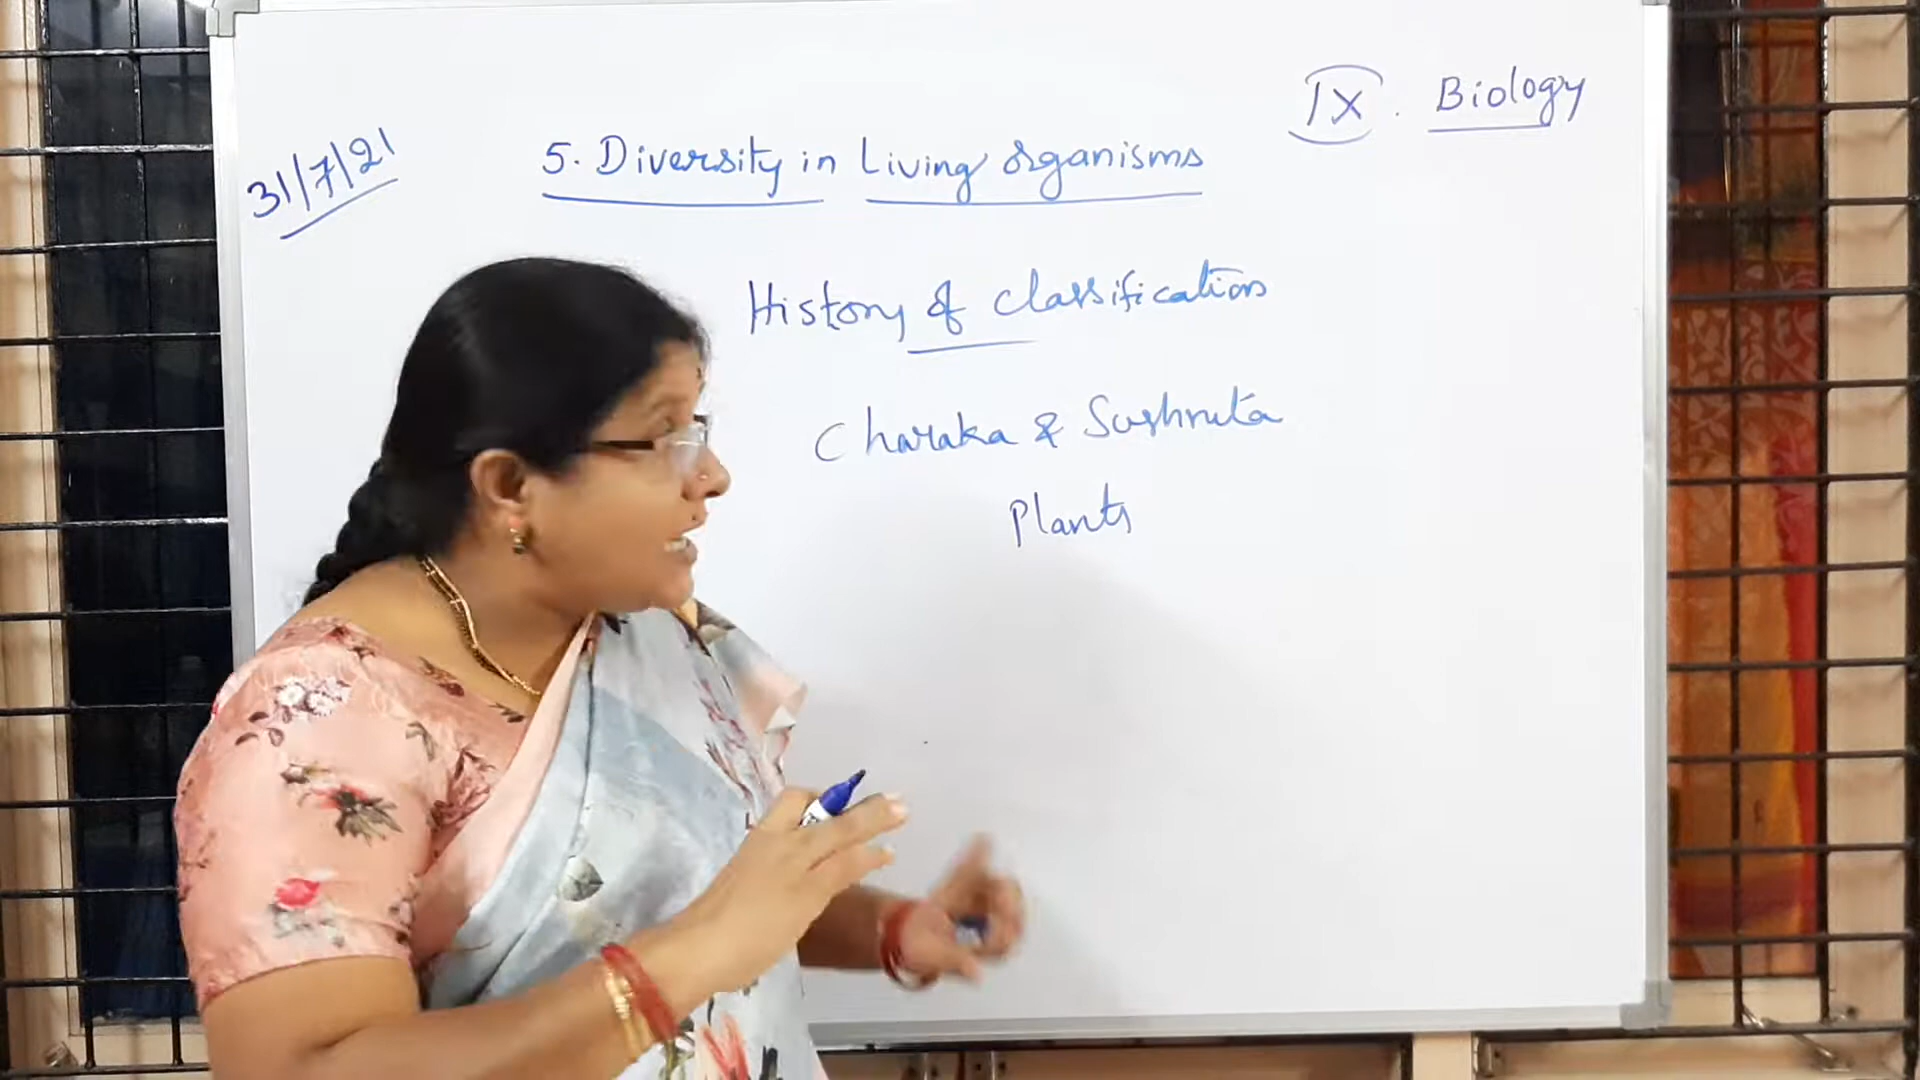 IX. Biology
31/7/21
5. Diversity in Living organisms
History of classification
Charaka & Sushruta
Plants